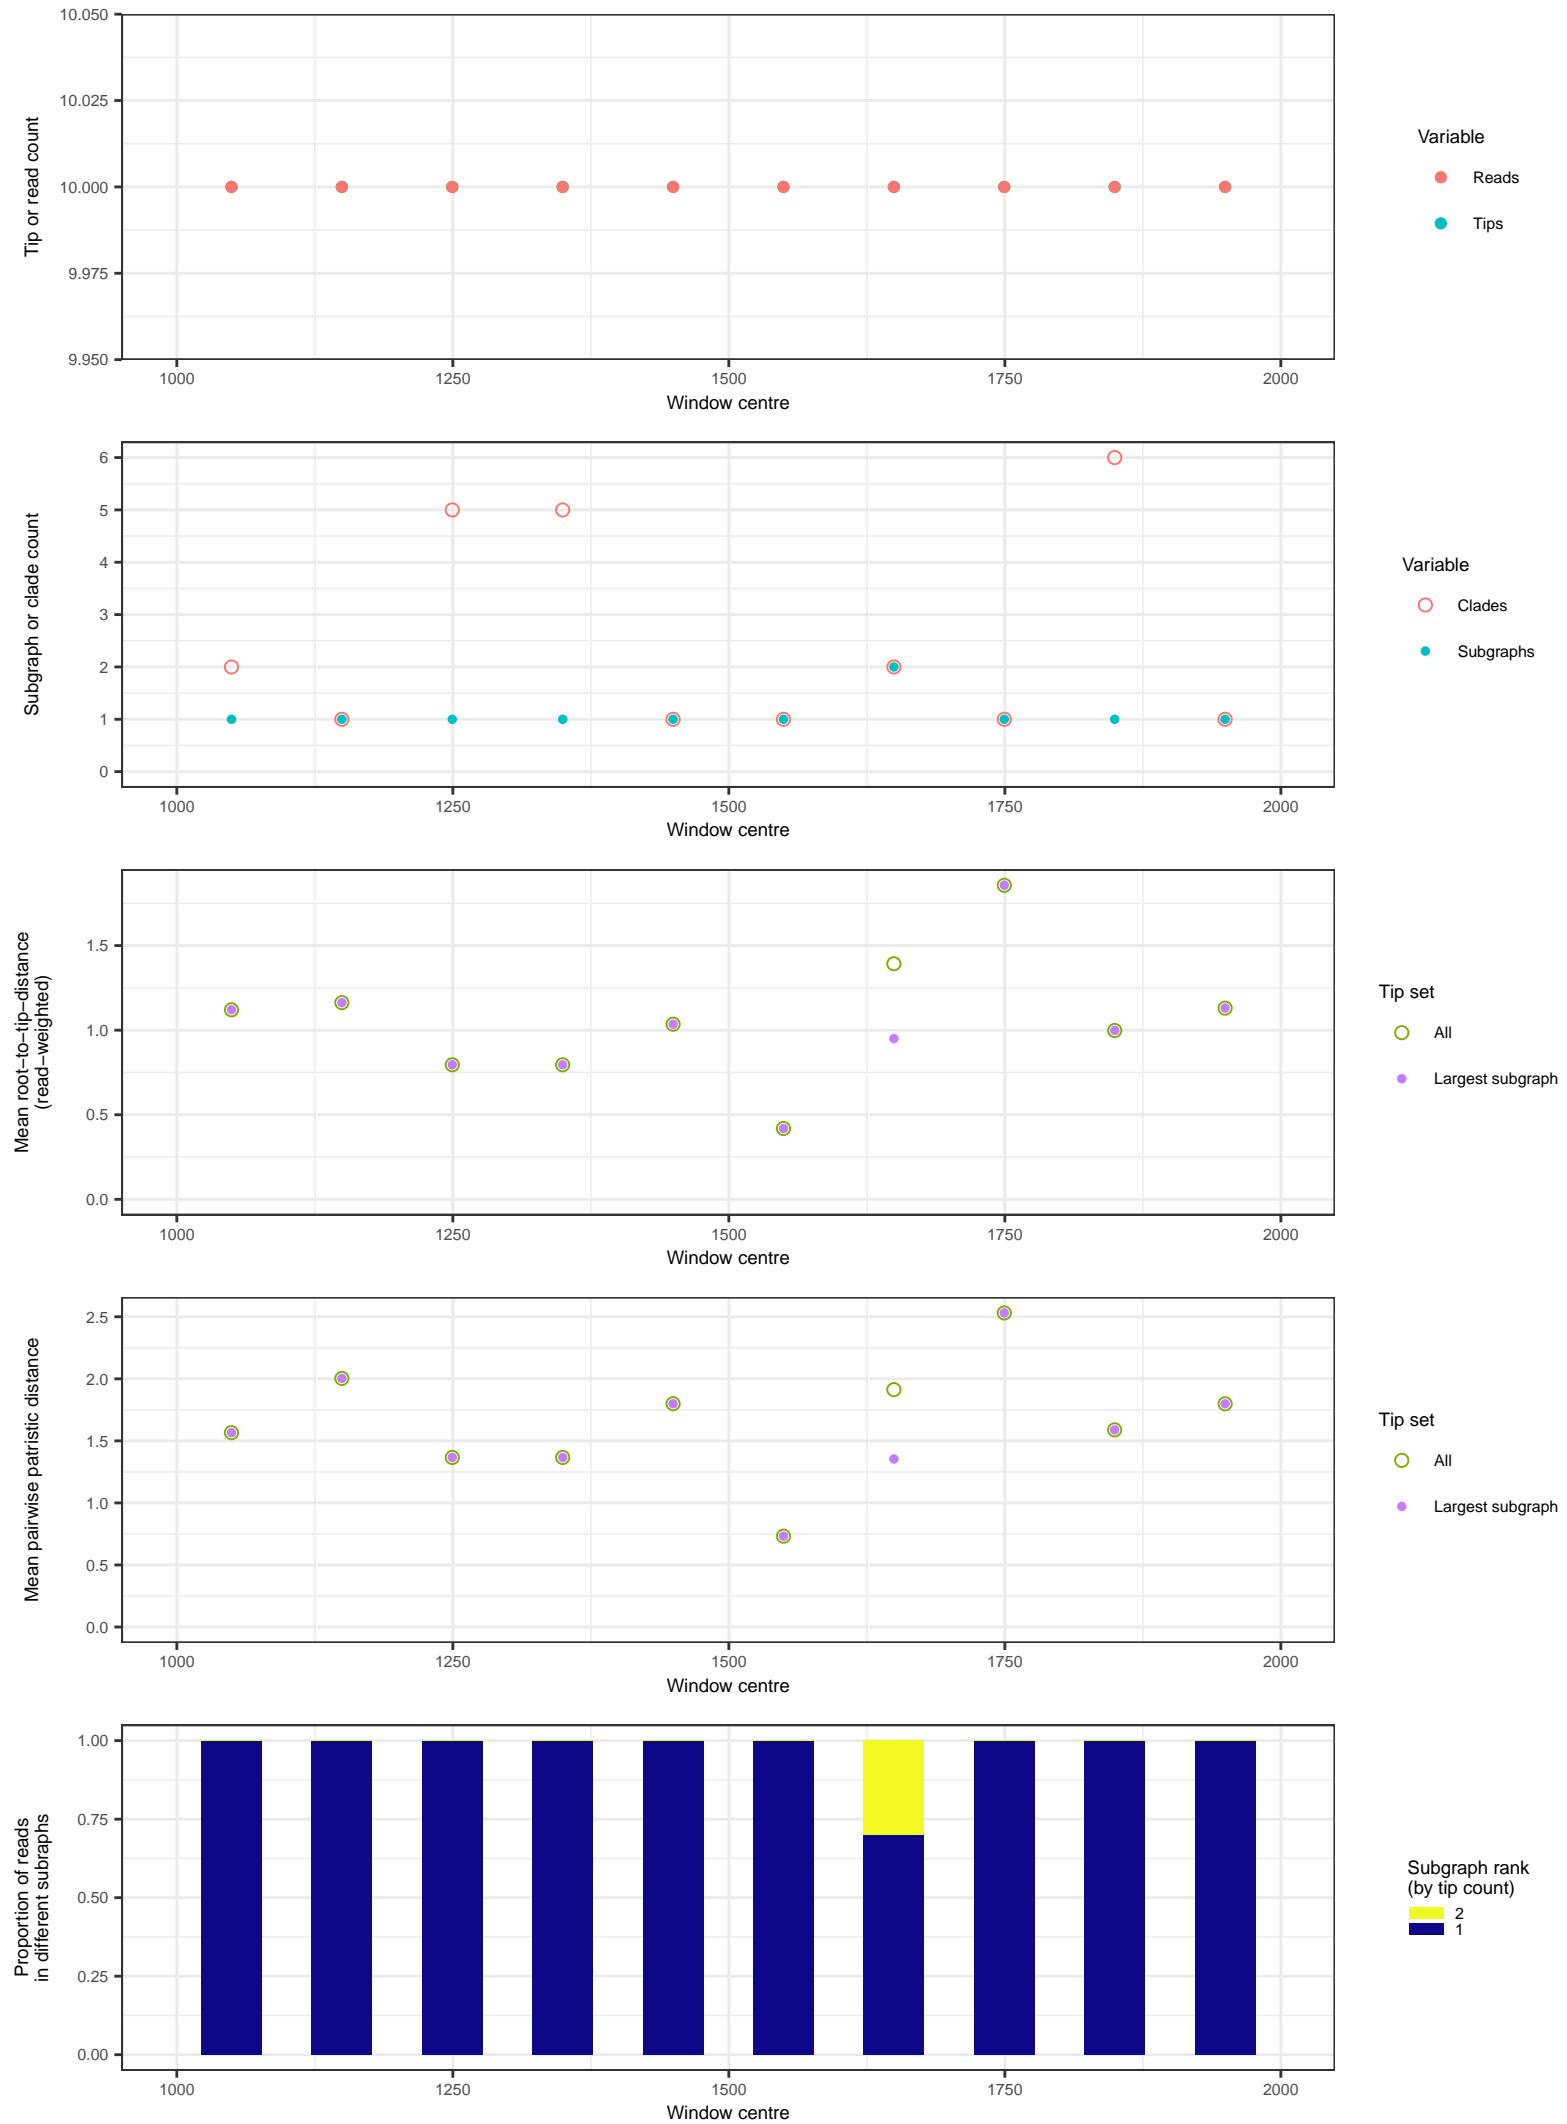 10.050
10.025
10.000
9.975
9.950
Tip or read count
1000 1250 1500 1750 2000
Window centre
Variable
Reads
Tips
6
5
4
3
2
1
0
Subgraph or clade count
1000 1250 1500 1750 2000
Window centre
Variable
Clades
Subgraphs
1.5
1.0
0.5
0.0
Mean root−to−tip−distance
(read−weighted)
1000 1250 1500 1750 2000
Window centre
Tip set
All
Largest subgraph
2.5
2.0
1.5
1.0
0.5
0.0
Mean pairwise patristic distance
1000 1250 1500 1750 2000
Window centre
Tip set
All
Largest subgraph
1.00
0.75
0.50
0.25
0.00
Proportion of reads
in different subraphs
1000 1250 1500 1750 2000
Window centre
Subgraph rank
(by tip count)
2
1